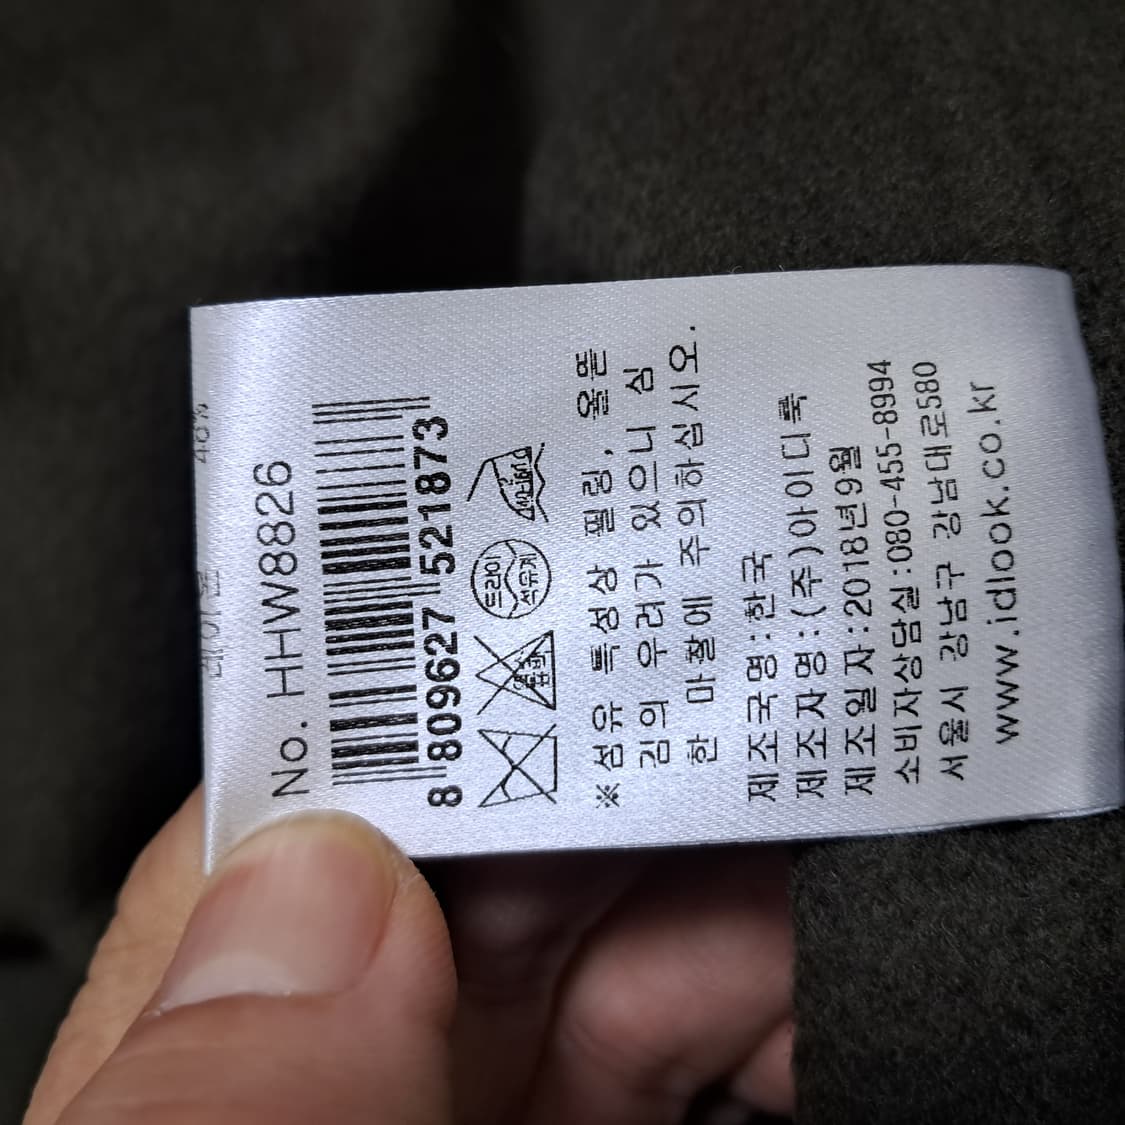 48%
레이온
No. HHW8826
8 809627 521873
드라이
석유계
※섬유 특성상 필링, 올뜯
김의 우려가 있으니 심
한 마찰에 주의하십시오.
제조국명:한국
제조자명:(주)아이디룩
제조일자:2018년9월
소비자상담실:080-455-8994
서울시 강남구 강남대로580
www.idlook.co.kr